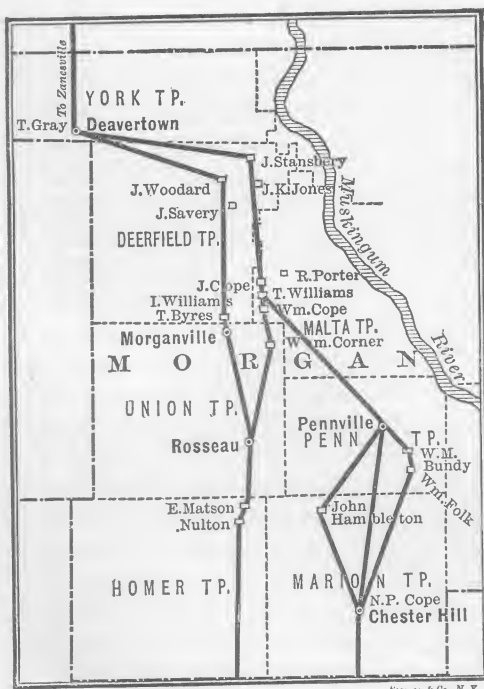 To Zanesville
YORK TP.
T. Gray Deavertown
J. Stansbery
J. Woodard
J. K. Jones
J. Savery
Muskingum
DEERFIELD TP.
R. Porter
J. Cope
T. Williams
I. Williams
Wm. Cope
T. Byres
MALTA TP.
Morganville
Wm. Corner
MORGAN
River
UNION TP.
Pennville
PENN TP.
Rosseau
W. M.
Bundy
Wm. Folk
E. Matson
John
Hambleton
Nulton
HOMER TP.
MARION TP.
N. P. Cope
Chester Hill